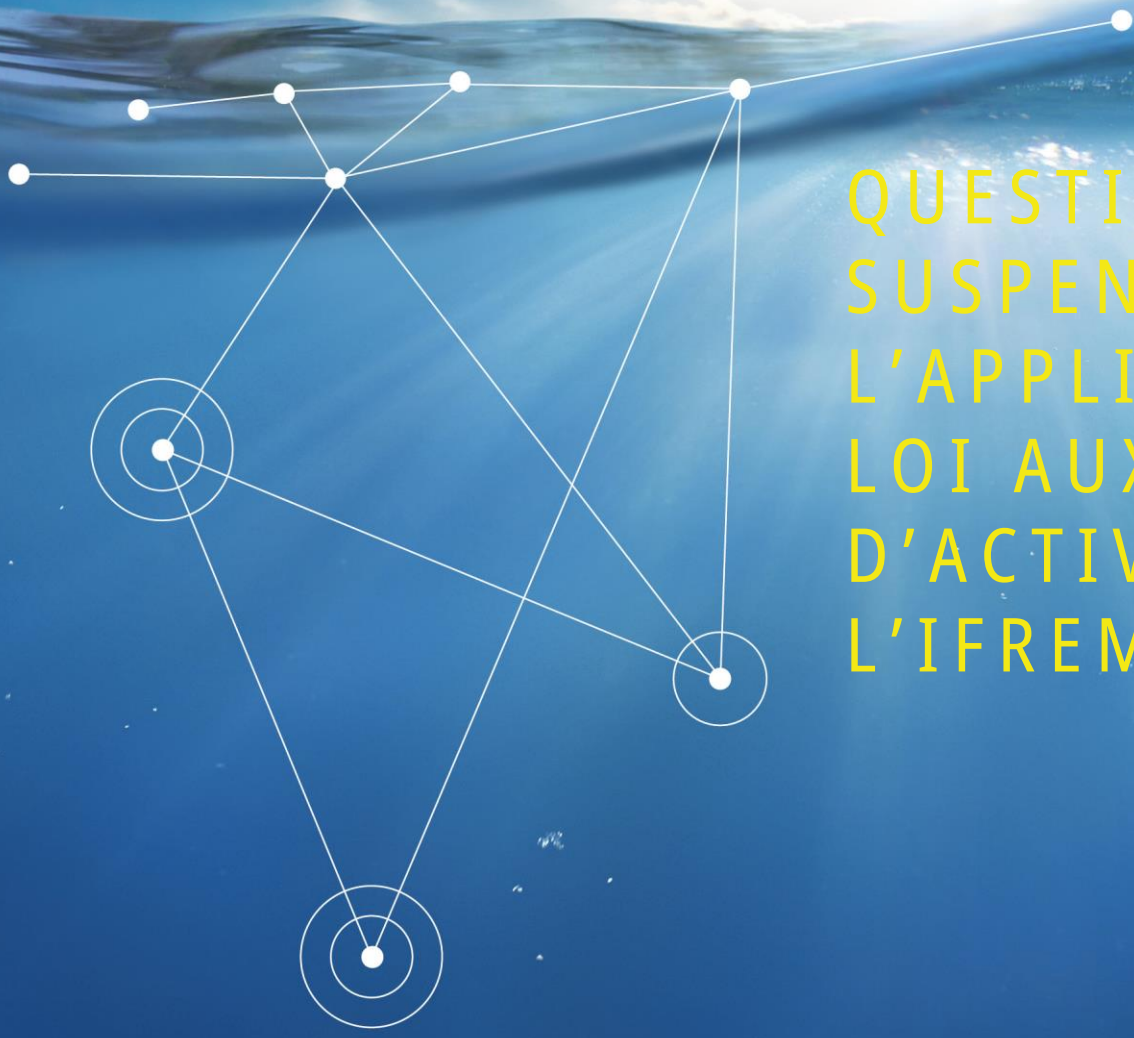 QUESTI
SUSPEN
L’APPLI
LOI AUX
D’ACTIV
L’IFREM